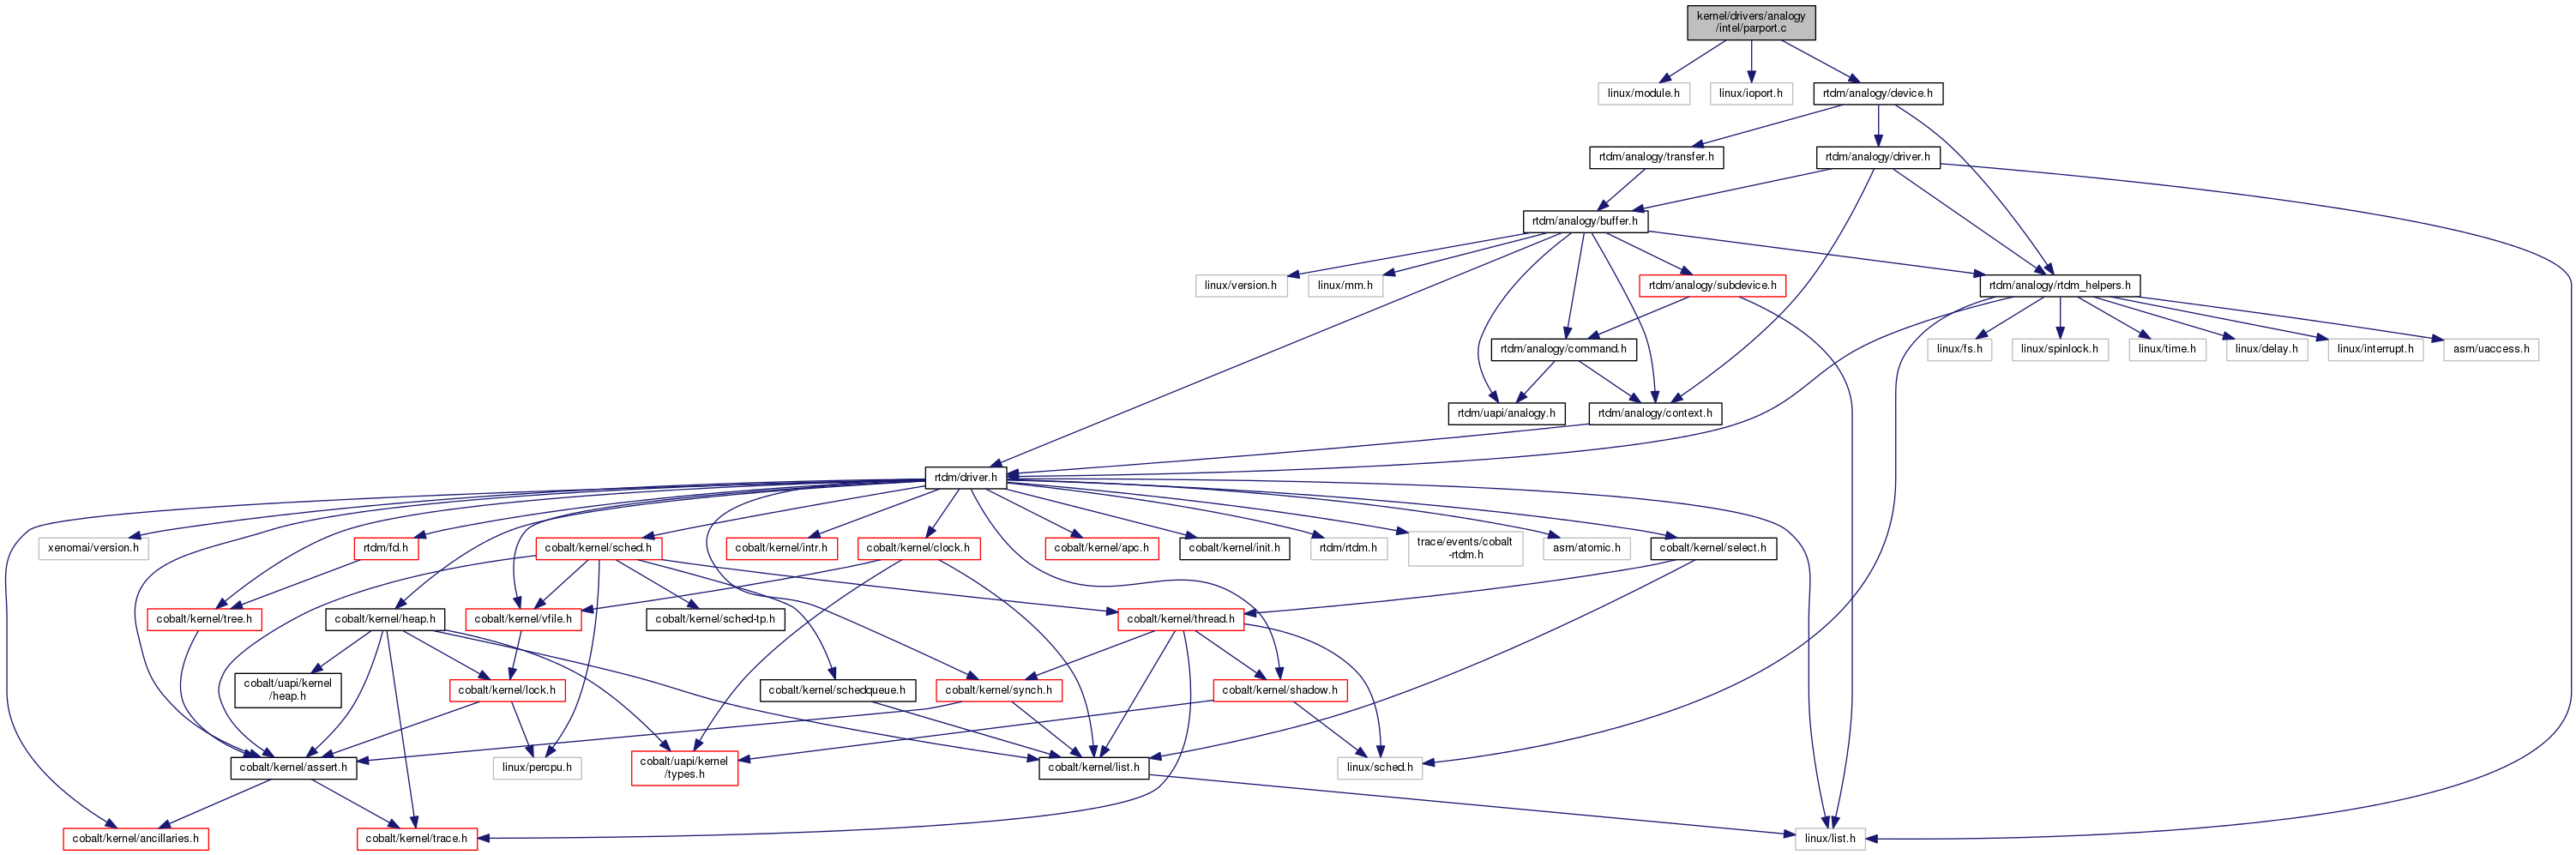 kernel/drivers/analogy
/intel/parport.c
linux/module.h
linux/ioport.h
rtdm/analogy/device.h
rtdm/analogy/transfer.h
rtdm/analogy/driver.h
rtdm/analogy/buffer.h
linux/version.h
linux/mm.h
rtdm/analogy/subdevice.h
rtdm/analogy/rtdm_helpers.h
rtdm/analogy/command.h
linux/fs.h
linux/spinlock.h
linux/time.h
linux/delay.h
linux/interrupt.h
asm/uaccess.h
rtdm/uapi/analogy.h
rtdm/analogy/context.h
rtdm/driver.h
xenomai/version.h
rtdm/fd.h
cobalt/kernel/sched.h
cobalt/kernel/intr.h
cobalt/kernel/clock.h
cobalt/kernel/apc.h
cobalt/kernel/init.h
rtdm/rtdm.h
trace/events/cobalt
-rtdm.h
asm/atomic.h
cobalt/kernel/select.h
cobalt/kernel/tree.h
cobalt/kernel/heap.h
cobalt/kernel/vfile.h
cobalt/kernel/sched-tp.h
cobalt/kernel/thread.h
cobalt/uapi/kernel
/heap.h
cobalt/kernel/lock.h
cobalt/kernel/schedqueue.h
cobalt/kernel/synch.h
cobalt/kernel/shadow.h
cobalt/kernel/assert.h
linux/percpu.h
cobalt/uapi/kernel
/types.h
cobalt/kernel/list.h
linux/sched.h
cobalt/kernel/ancillaries.h
cobalt/kernel/trace.h
linux/list.h